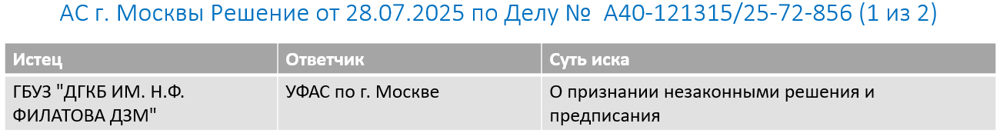 АС г. Москвы Решение от 28.07.2025 по Делу № А40-121315/25-72-856 (1 из 2)
Истец Ответчик Суть иска
ГБУЗ "ДГКБ ИМ. Н.Ф. УФАС по г. Москве О признании незаконными решения и
ФИЛАТОВА ДЗМ" предписания